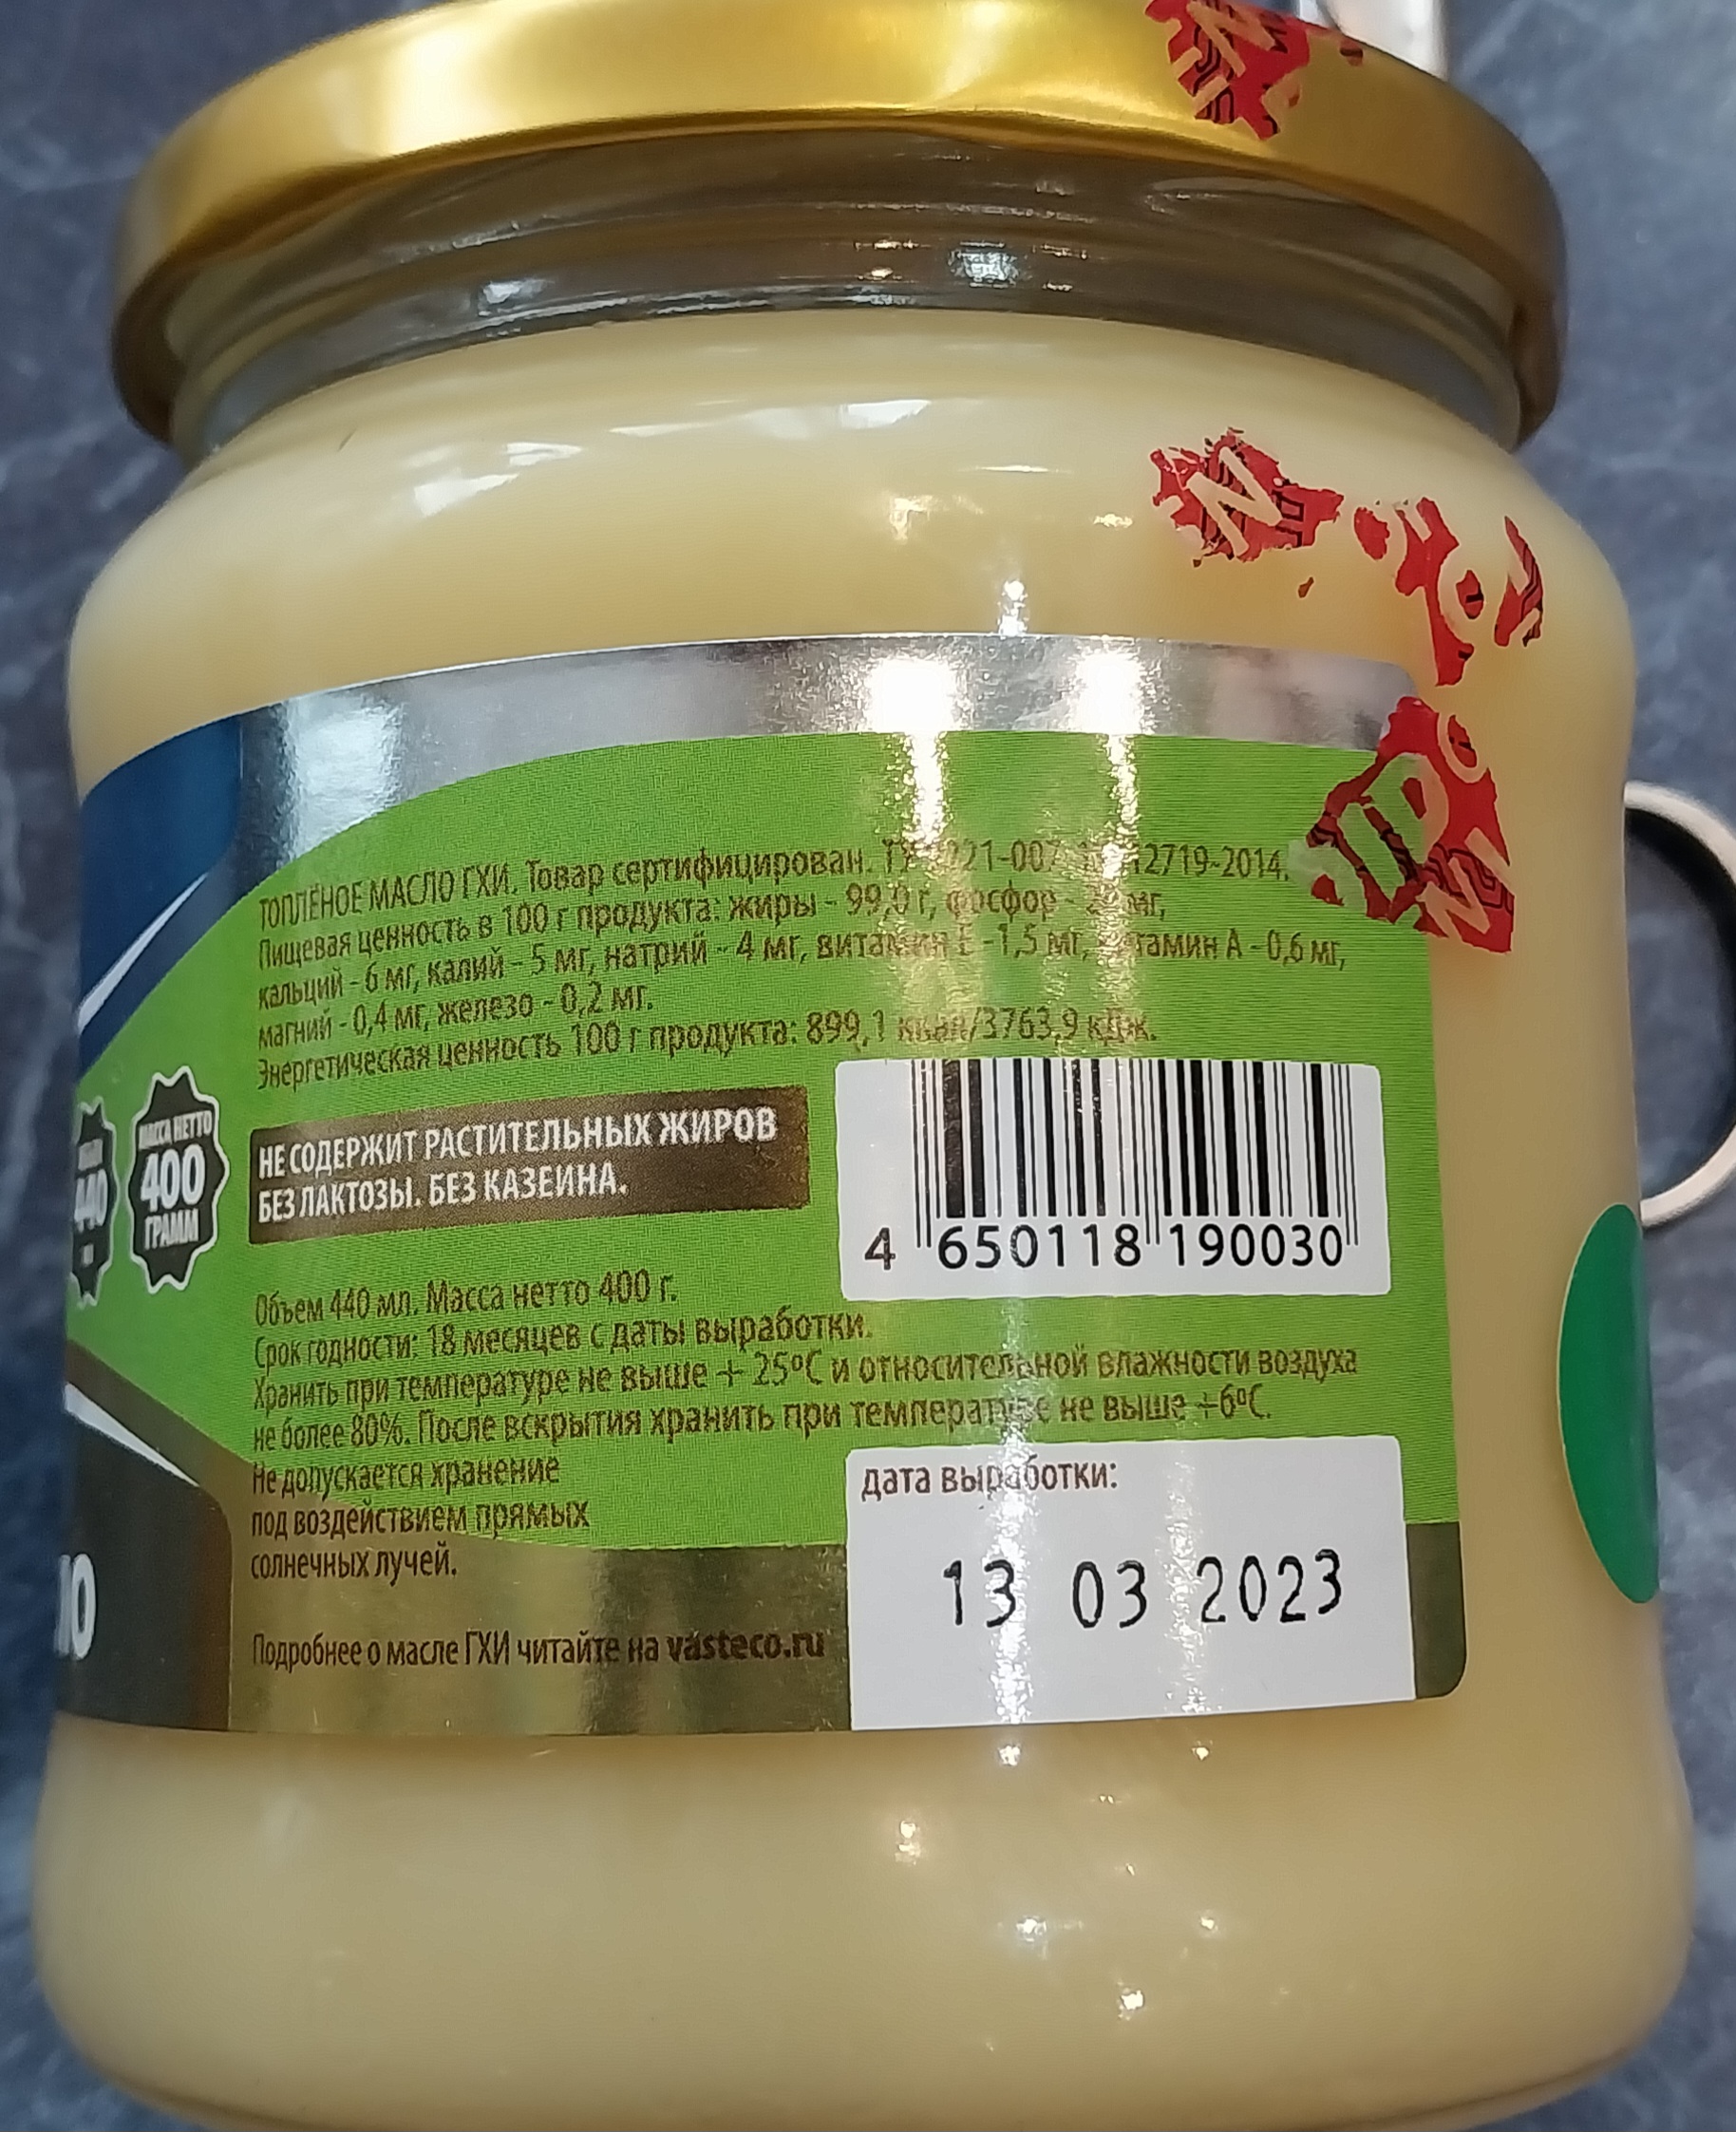 ТОПЛЁНОЕ МАСЛО ГХИ. Товар сертифицирован. 12719-2014.
Пищевая ценность в 100 г продукта: жиры - 99,0 г, фосфор - мг,
кальций - 6 мг, калий - 5 мг, натрий - 4 мг, витамин Е -1,5 мг, витамин А - 0,6 мг,
магний - 0,4 мг, железо - 0,2 мг.
Энергетическая ценность 100 г продукта: 899,1 ккал/3763,9 кДж.
440
МАССА НЕТТО
400
ГРАММ
НЕ СОДЕРЖИТ РАСТИТЕЛЬНЫХ ЖИРОВ
БЕЗ ЛАКТОЗЫ. БЕЗ КАЗЕИНА.
4 650118 190030
Объем 440 мл. Масса нетто 400 г.
Срок годности: 18 месяцев с даты выработки.
Хранить при температуре не выше + 25°С и относительной влажности воздуха
не более 80%. После вскрытия хранить при температуре не выше +6°С.
Не допускается хранение
под воздействием прямых
солнечных лучей.
дата выработки:
13 03 2023
Подробнее о масле ГХИ читайте на vasteco.ru